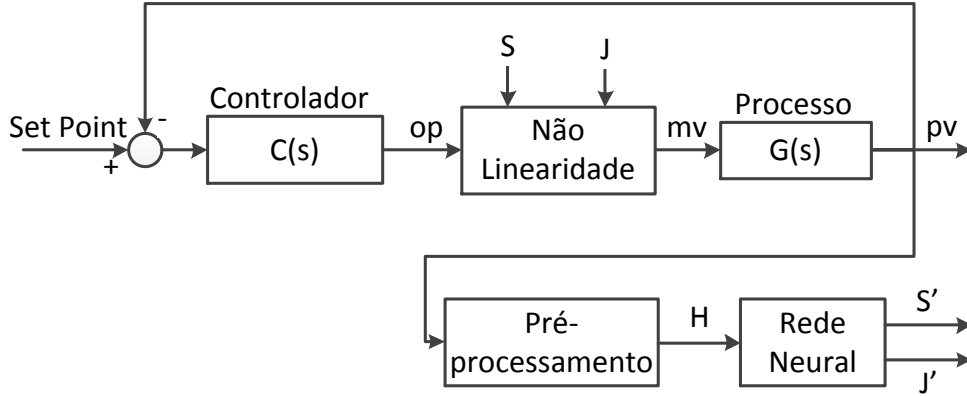 S
J
Controlador
Processo
Set Point
-
+
C(s)
op
Não
Linearidade
mv
G(s)
pv
Pré-
processamento
H
Rede
Neural
S’
J’